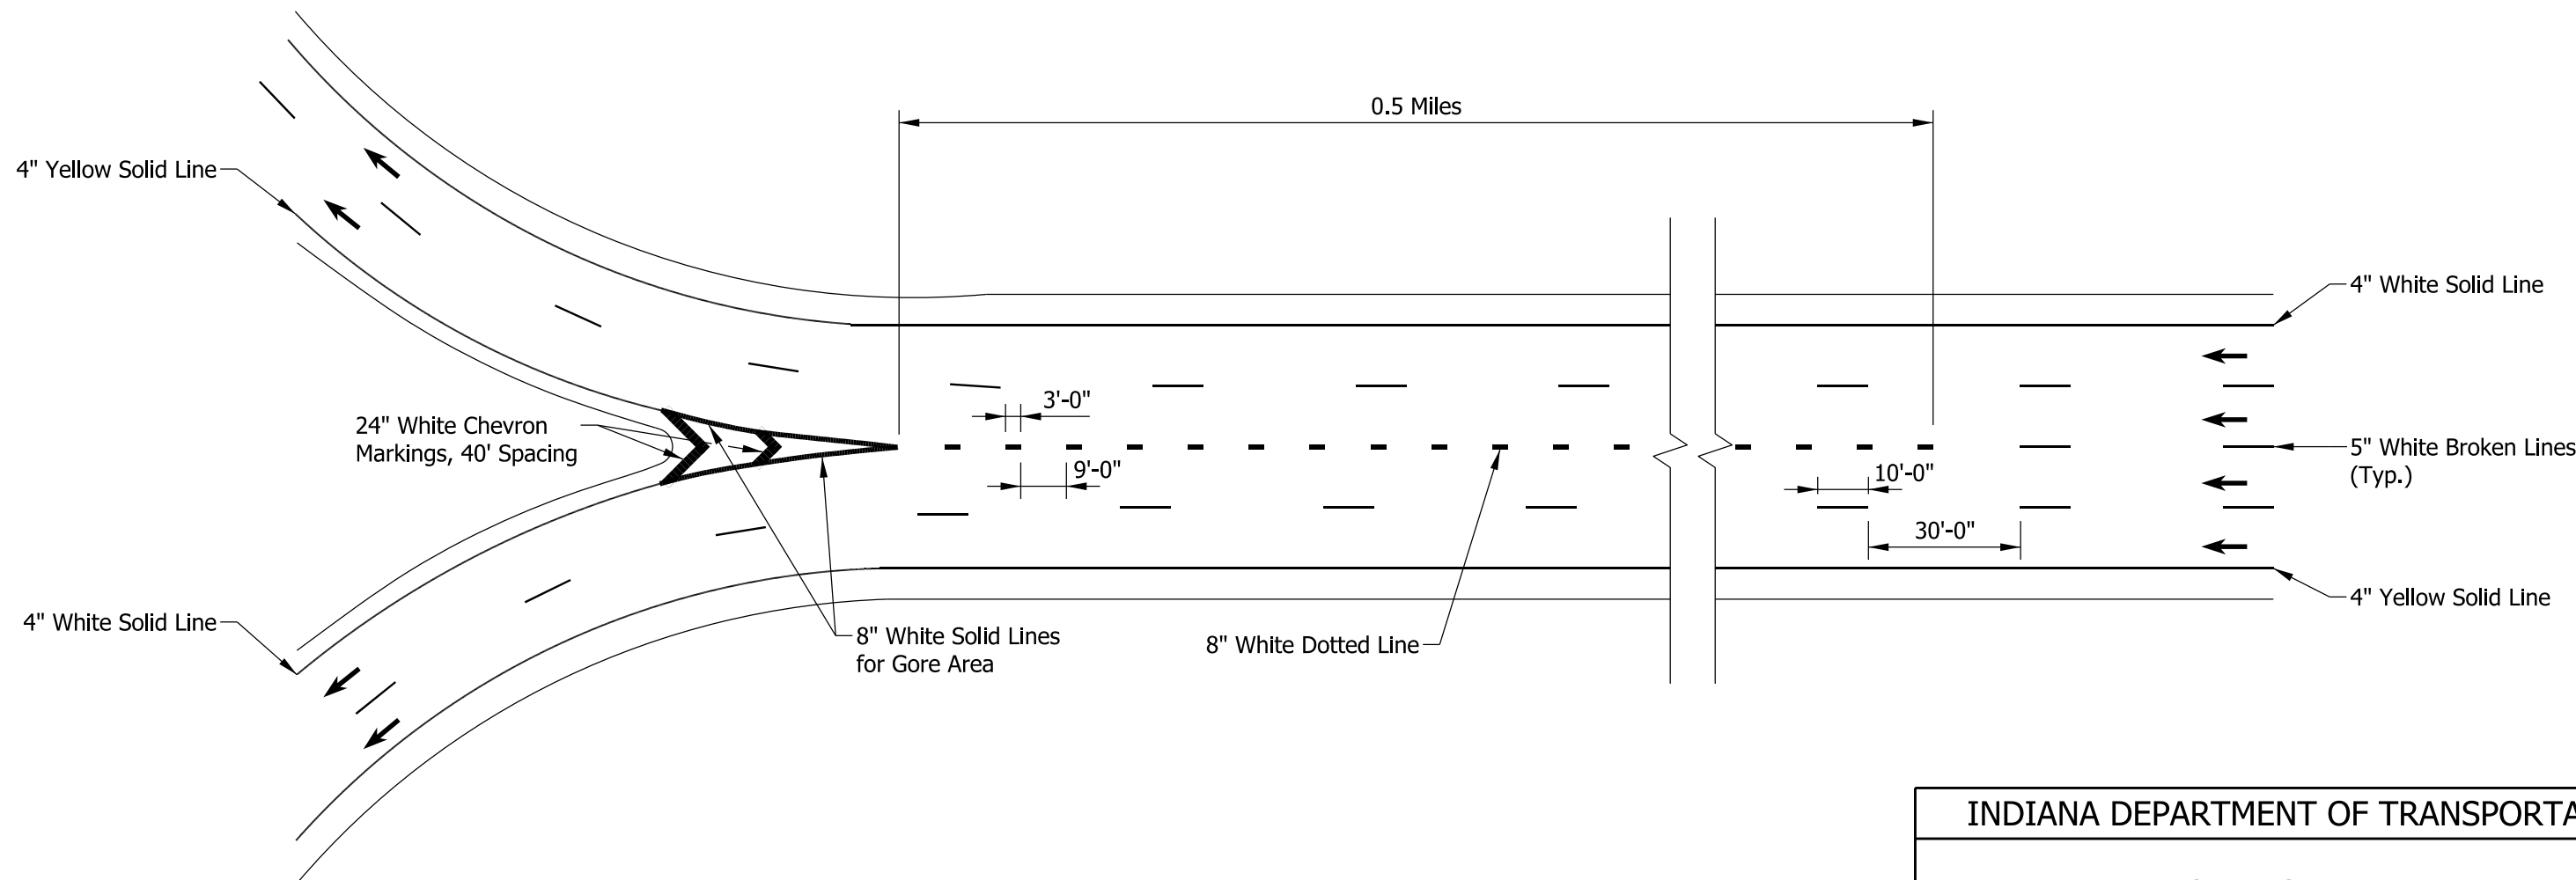 0.5 Miles
4" Yellow Solid Line
4" White Solid Line
3'-0"
24" White Chevron
Markings, 40' Spacing
9'-0"
10'-0"
5" White Broken Lines
(Typ.)
30'-0"
4" Yellow Solid Line
4" White Solid Line
8" White Solid Lines
for Gore Area
8" White Dotted Line
INDIANA DEPARTMENT OF TRANSPORTA